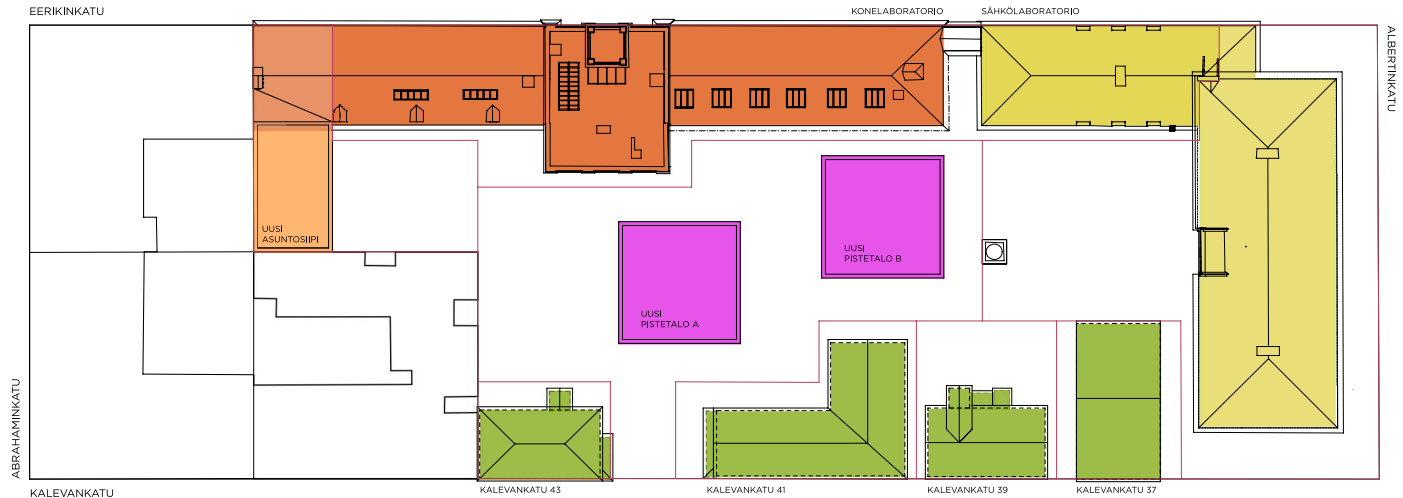 EERIKINKATU
KONELABORATORIO
SÄHKÖLABORATORIO
ALBERTINKATU
UUSI
ASUNTOSIIPI
UUSI
PISTETALO B
UUSI
PISTETALO A
ABRAHAMINKATU
KALEVANKATU
KALEVANKATU 43
KALEVANKATU 41
KALEVANKATU 39
KALEVANKATU 37